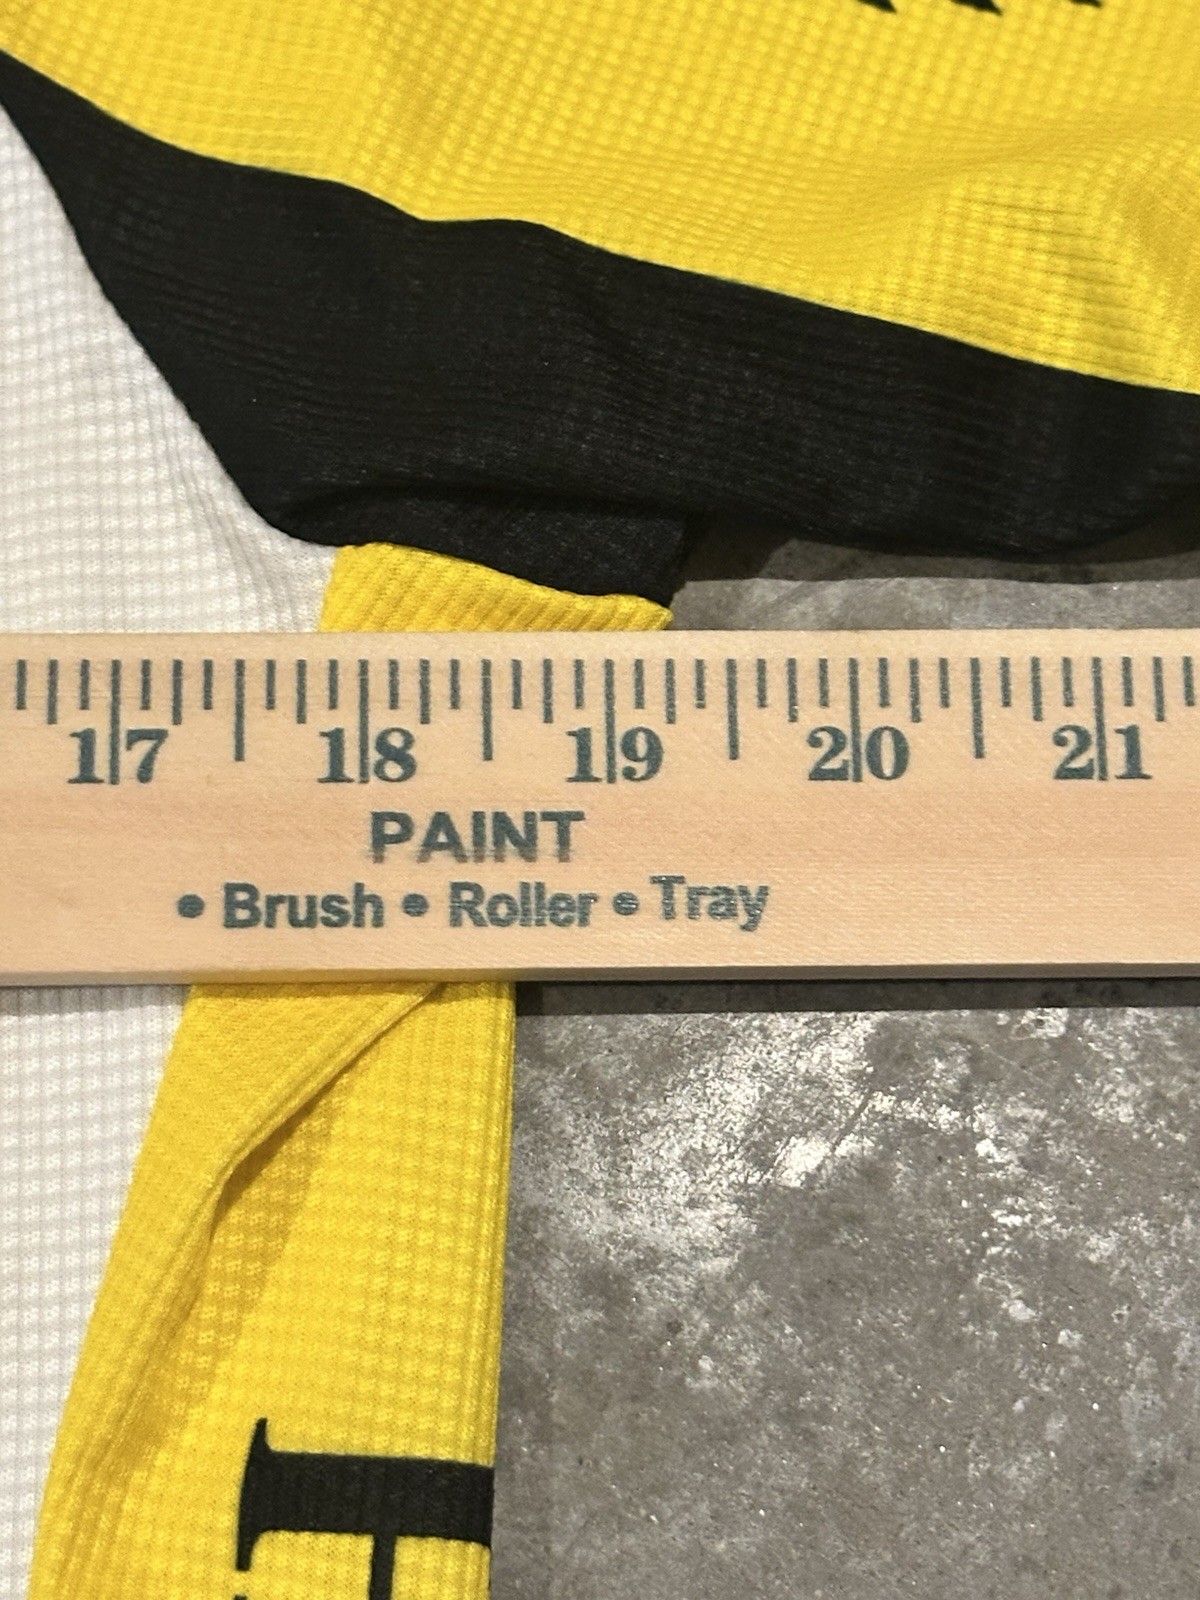 17 18 19 20 21
PAINT
• Brush • Roller • Tray